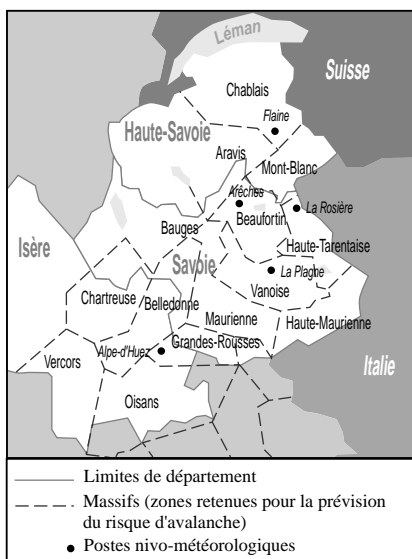 Léman
Suisse
Chablais
Flaine
Haute-Savoie
Aravis
Mont-Blanc
Arêches
La Rosière
Beaufortin
Bauges
Isère
Haute-Tarentaise
Savoie
La Plagne
Chartreuse
Belledonne
Vanoise
Maurienne
Haute-Maurienne
Alpe-d'Huez
Grandes-Rousses
Vercors
Italie
Oisans
Limites de département
Massifs (zones retenues pour la prévision
du risque d'avalanche)
Postes nivo-météorologiques